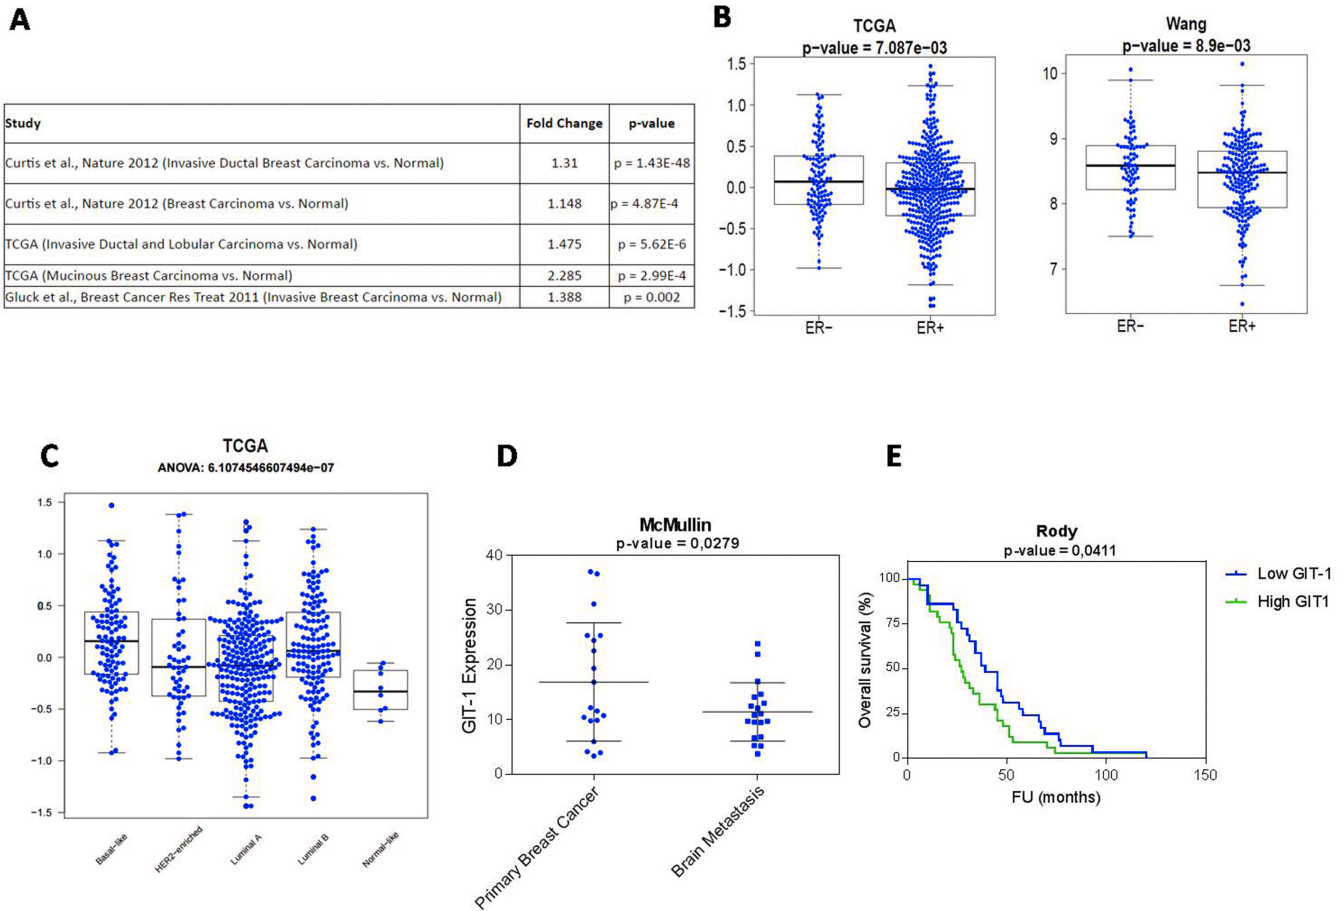 A
Study Fold Change p-value
Curtis et al., Nature 2012 (Invasive Ductal Breast Carcinoma vs. Normal) 1.31 p = 1.43E-48
Curtis et al., Nature 2012 (Breast Carcinoma vs. Normal) 1.148 p = 4.87E-4
TCGA (Invasive Ductal and Lobular Carcinoma vs. Normal) 1.475 p = 5.62E-6
TCGA (Mucinous Breast Carcinoma vs. Normal) 2.285 p = 2.99E-4
Gluck et al., Breast Cancer Res Treat 2011 (Invasive Breast Carcinoma vs. Normal) 1.388 p = 0.002
B
TCGA
p-value = 7.087e-03
1.5
1.0
0.5
0.0
−0.5
−1.0
−1.5
ER− ER+
Wang
p-value = 8.9e-03
10
9
8
7
ER− ER+
C
TCGA
ANOVA: 6.1074546607494e-07
1.5
1.0
0.5
0.0
−0.5
−1.0
−1.5
Basal-like HER2-enriched Luminal A Luminal B Normal-like
D
McMullin
p-value = 0,0279
GIT-1 Expression
40
30
20
10
0
Primary Breast Cancer Brain Metastasis
E
Rody
p-value = 0,0411
Overall survival (%)
100
75
50
25
0
0 50 100 150
FU (months)
Low GIT-1
High GIT1